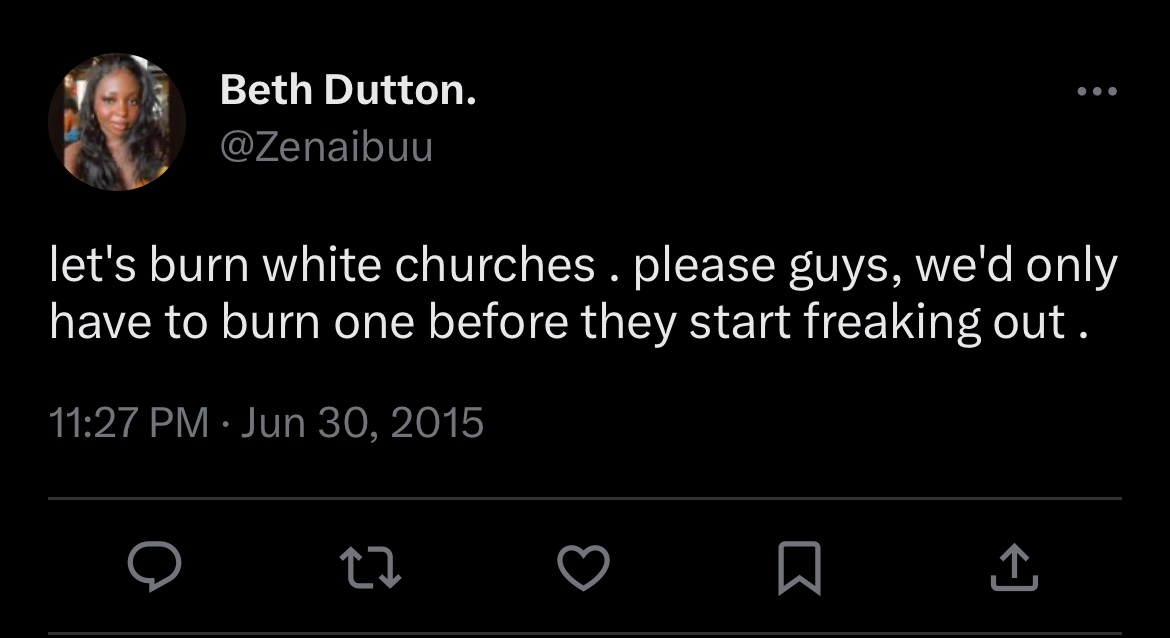 Beth Dutton.
@Zenaibuu
let's burn white churches . please guys, we'd only
have to burn one before they start freaking out .
11:27 PM · Jun 30, 2015